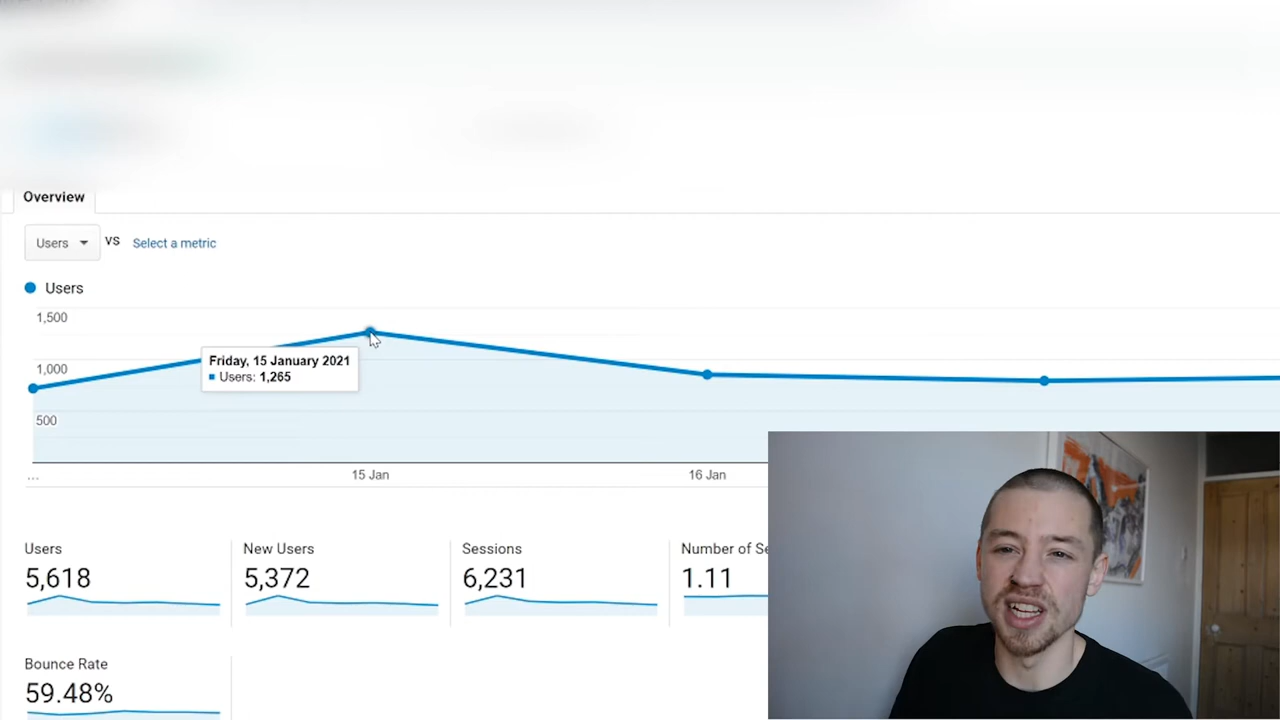 Overview
Users VS Select a metric
Users
1,500
Friday, 15 January 2021
1,000
Users: 1,265
500
... 15 Jan 16 Jan
Users New Users Sessions Number of Se
5,618 5,372 6,231 1.11
Bounce Rate
59.48%